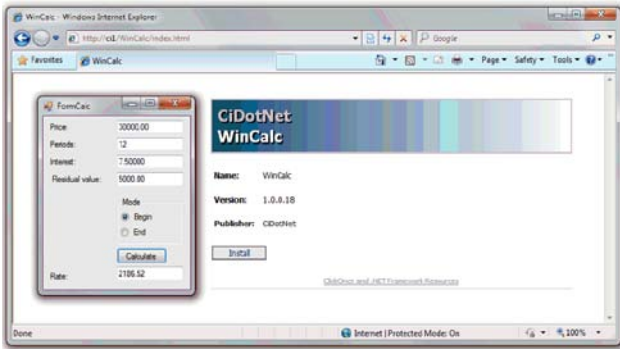 WinCalc - Windows Internet Explorer
http://ci1/WinCalc/index.html
Google
Favorites
WinCalc
Page
Safety
Tools
FormCalc
Price:
30000.00
Periods:
12
Interest:
7.50000
Residual value:
5000.00
Mode
Begin
End
Calculate
Rate:
2186.52
CiDotNet
WinCalc
Name: WinCalc
Version: 1.0.0.18
Publisher: CiDotNet
Install
ClickOnce and .NET Framework Resources
Done
Internet | Protected Mode: On
100%